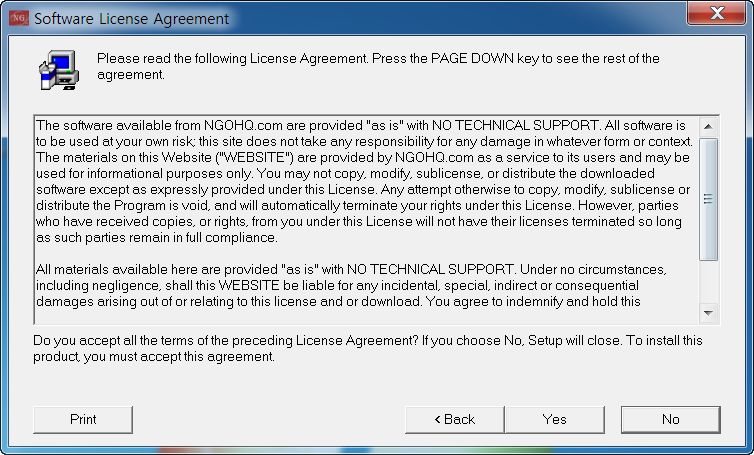 NG
Software License Agreement
Please read the following License Agreement. Press the PAGE DOWN key to see the rest of the
agreement.
The software available from NGOHQ.com are provided "as is" with NO TECHNICAL SUPPORT. All software is
to be used at your own risk; this site does not take any responsibility for any damage in whatever form or context.
The materials on this Website ("WEBSITE") are provided by NGOHQ.com as a service to its users and may be
used for informational purposes only. You may not copy, modify, sublicense, or distribute the downloaded
software except as expressly provided under this License. Any attempt otherwise to copy, modify, sublicense or
distribute the Program is void, and will automatically terminate your rights under this License. However, parties
who have received copies, or rights, from you under this License will not have their licenses terminated so long
as such parties remain in full compliance.
All materials available here are provided "as is" with NO TECHNICAL SUPPORT. Under no circumstances,
including negligence, shall this WEBSITE be liable for any incidental, special, indirect or consequential
damages arising out of or relating to this license and or download. You agree to indemnify and hold this
Do you accept all the terms of the preceding License Agreement? If you choose No, Setup will close. To install this
product, you must accept this agreement.
Print
< Back
Yes
No